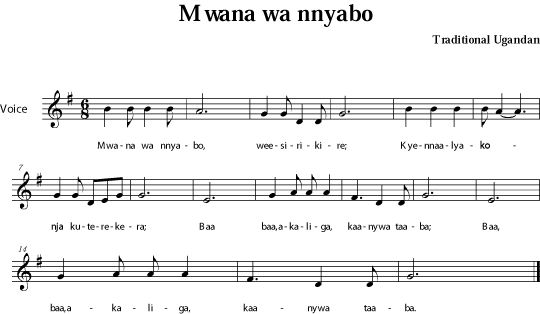 Mwana wa nnyabo
Traditional Ugandan
Voice
6
8
Mwa-na wa nnya-bo, wee-si-ri-ki-re; Kye-nnaa-lya-ko -
7
nja ku-te-re-ke-ra; Baa baa,a-ka-li-ga, kaa-nywa taa-ba; Baa,
14
baa,a - ka - li - ga, kaa - nywa taa - ba.